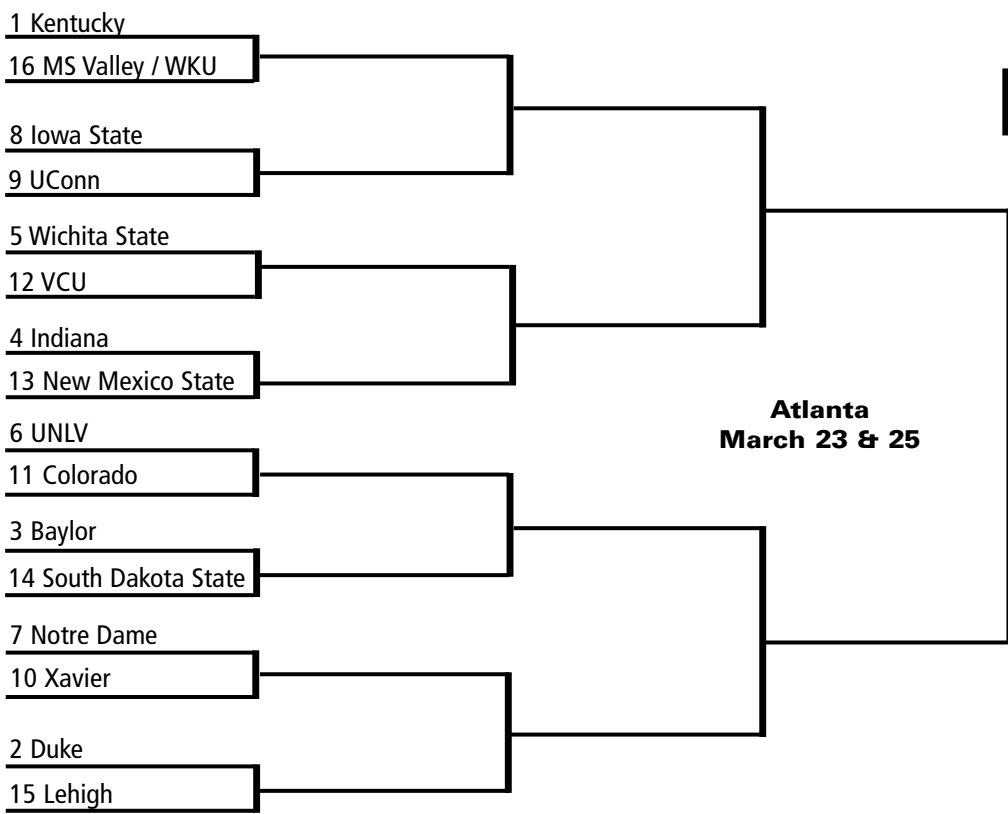 1 Kentucky
16 MS Valley / WKU
8 Iowa State
9 UConn
5 Wichita State
12 VCU
4 Indiana
13 New Mexico State
6 UNLV
11 Colorado
3 Baylor
14 South Dakota State
7 Notre Dame
10 Xavier
2 Duke
15 Lehigh
Atlanta
March 23 & 25